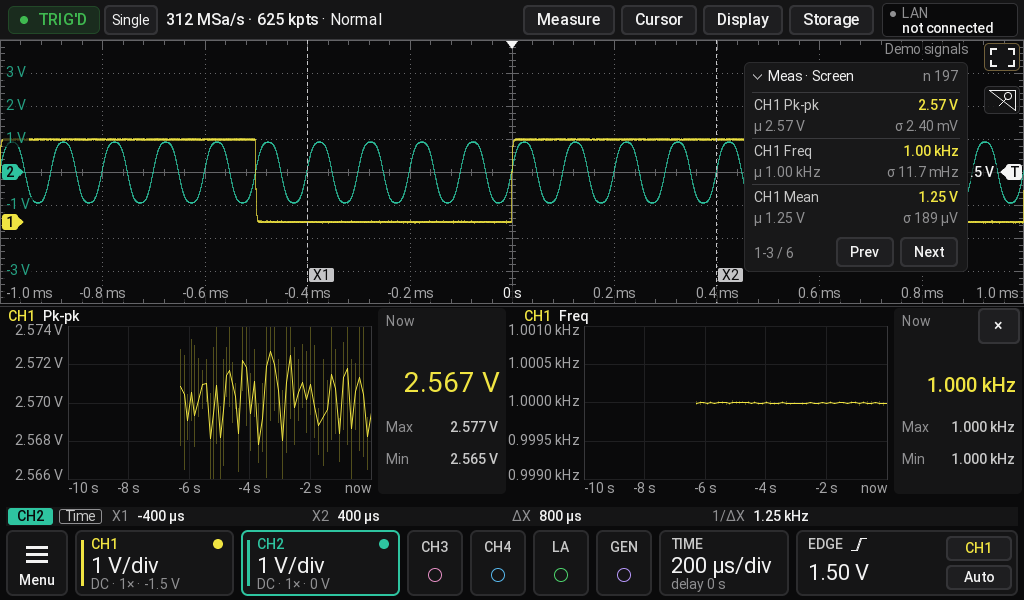 TRIG'D
Single
312 MSa/s · 625 kpts · Normal
Measure
Cursor
Display
Storage
LAN
not connected
Demo signals
3 V
2 V
1 V
-1 V
-3 V
2
1
Meas · Screen
n 197
CH1 Pk-pk
2.57 V
µ 2.57 V
σ 2.40 mV
CH1 Freq
1.00 kHz
µ 1.00 kHz
σ 11.7 mHz
CH1 Mean
1.25 V
µ 1.25 V
σ 189 µV
1-3 / 6
Prev
Next
.5 V
T
X1
X2
-1.0 ms
-0.8 ms
-0.6 ms
-0.4 ms
-0.2 ms
0 s
0.2 ms
0.4 ms
0.6 ms
0.8 ms
1.0 ms
CH1 Pk-pk
2.574 V
2.572 V
2.570 V
2.568 V
2.566 V
-10 s
-8 s
-6 s
-4 s
-2 s
now
Now
2.567 V
Max 2.577 V
Min 2.565 V
CH1 Freq
1.0010 kHz
1.0005 kHz
1.0000 kHz
0.9995 kHz
0.9990 kHz
-10 s
-8 s
-6 s
-4 s
-2 s
now
Now
×
1.000 kHz
Max 1.000 kHz
Min 1.000 kHz
CH2
Time
X1 -400 µs
X2 400 µs
ΔX 800 µs
1/ΔX 1.25 kHz
Menu
CH1
1 V/div
DC · 1× · -1.5 V
CH2
1 V/div
DC · 1× · 0 V
CH3
CH4
LA
GEN
TIME
200 µs/div
delay 0 s
EDGE
1.50 V
CH1
Auto